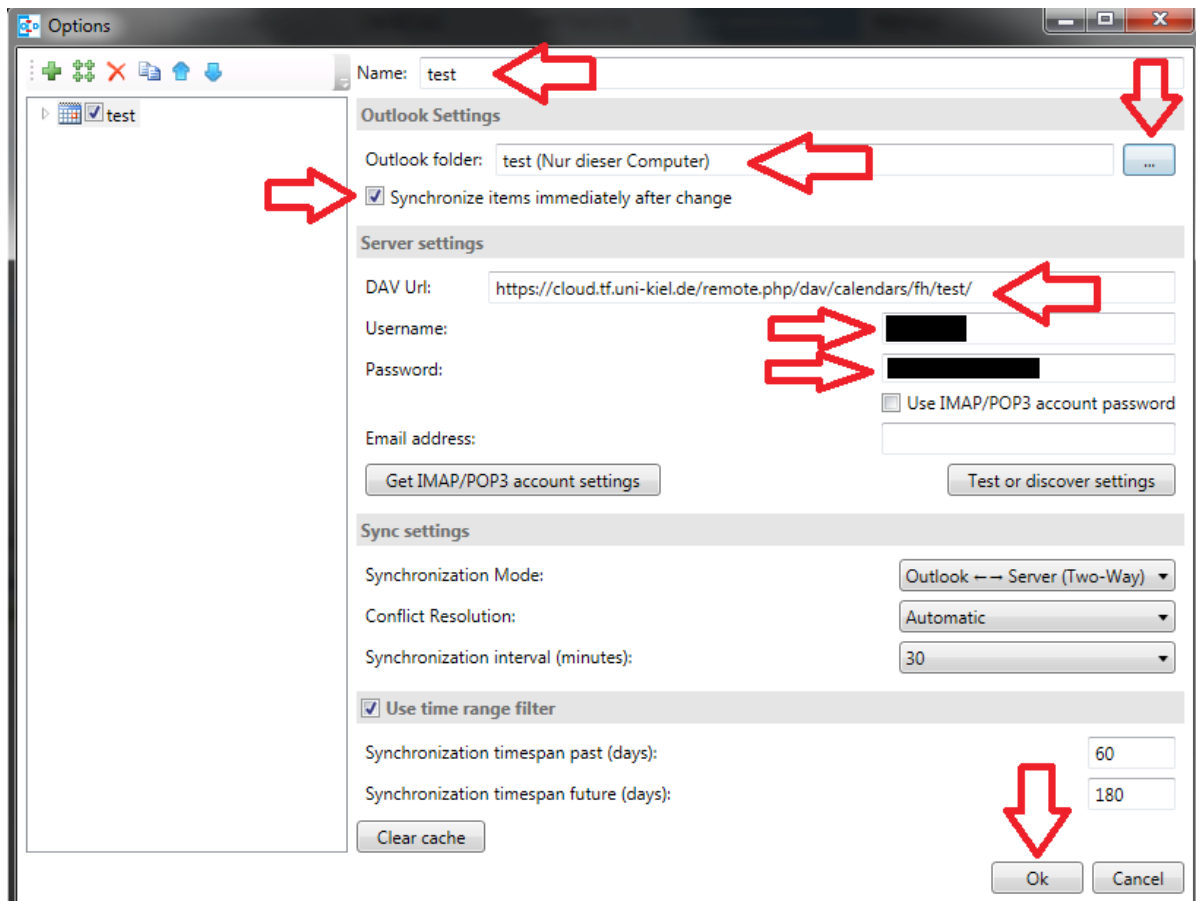 Options
Name: test
test
Outlook Settings
Outlook folder: test (Nur dieser Computer) ...
Synchronize items immediately after change
Server settings
DAV Url: https://cloud.tf.uni-kiel.de/remote.php/dav/calendars/fh/test/
Username:
Password:
Use IMAP/POP3 account password
Email address:
Get IMAP/POP3 account settings Test or discover settings
Sync settings
Synchronization Mode: Outlook ←→ Server (Two-Way)
Conflict Resolution: Automatic
Synchronization interval (minutes): 30
Use time range filter
Synchronization timespan past (days): 60
Synchronization timespan future (days): 180
Clear cache
Ok Cancel